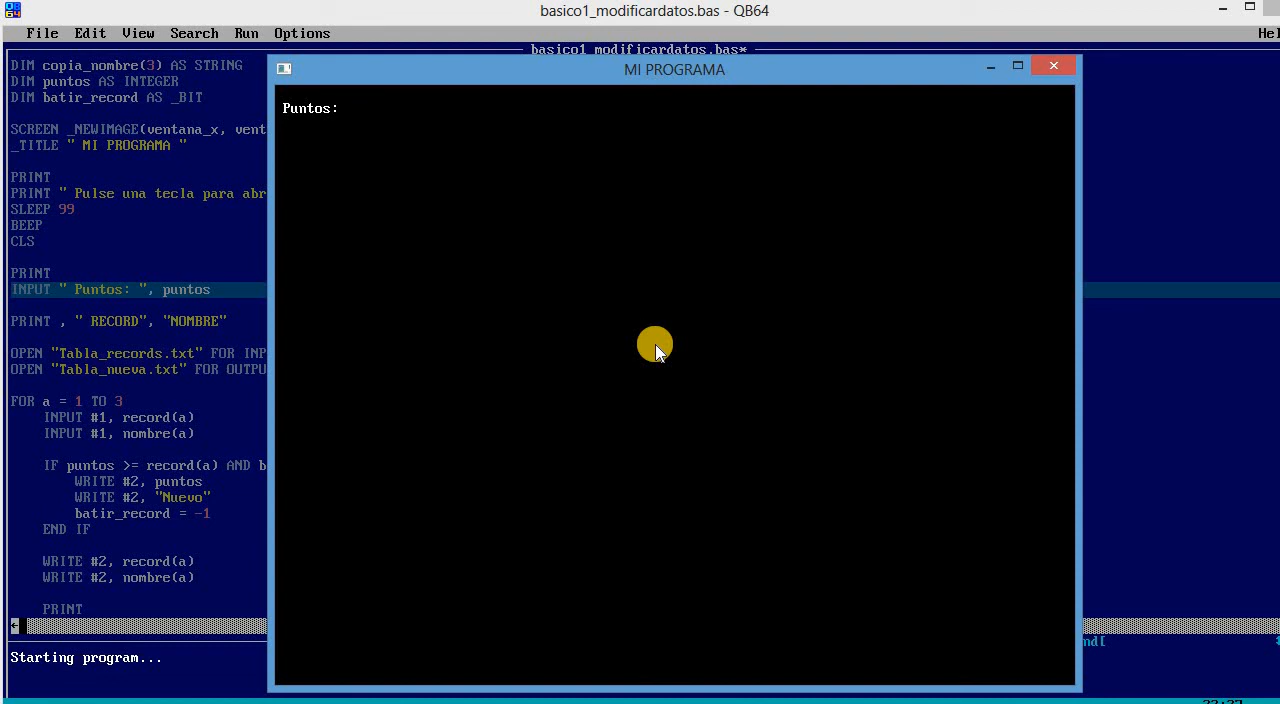 basico1_modificardatos.bas - QB64
File Edit View Search Run Options Hel
basico1_modificardatos.bas*
MI PROGRAMA
Puntos:
DIM copia_nombre(3) AS STRING
DIM puntos AS INTEGER
DIM batir_record AS _BIT
SCREEN _NEWIMAGE(ventana_x, vent
_TITLE " MI PROGRAMA "
PRINT
PRINT " Pulse una tecla para abr
SLEEP 99
BEEP
CLS
PRINT
INPUT " Puntos: ", puntos
PRINT , " RECORD", "NOMBRE"
OPEN "Tabla_records.txt" FOR INP
OPEN "Tabla_nueva.txt" FOR OUTPU
FOR a = 1 TO 3
INPUT #1, record(a)
INPUT #1, nombre(a)
IF puntos >= record(a) AND b
WRITE #2, puntos
WRITE #2, "Nuevo"
batir_record = -1
END IF
WRITE #2, record(a)
WRITE #2, nombre(a)
PRINT
Starting program...